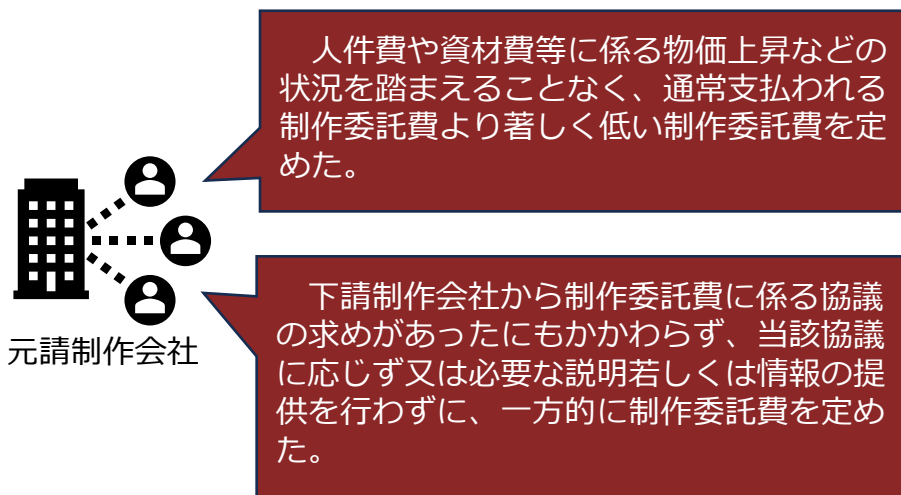 人件費や資材費等に係る物価上昇などの
状況を踏まえることなく、通常支払われる
制作委託費より著しく低い制作委託費を定
めた。
元請制作会社
下請制作会社から制作委託費に係る協議
の求めがあったにもかかわらず、当該協議
に応じず又は必要な説明若しくは情報の提
供を行わずに、一方的に制作委託費を定め
た。